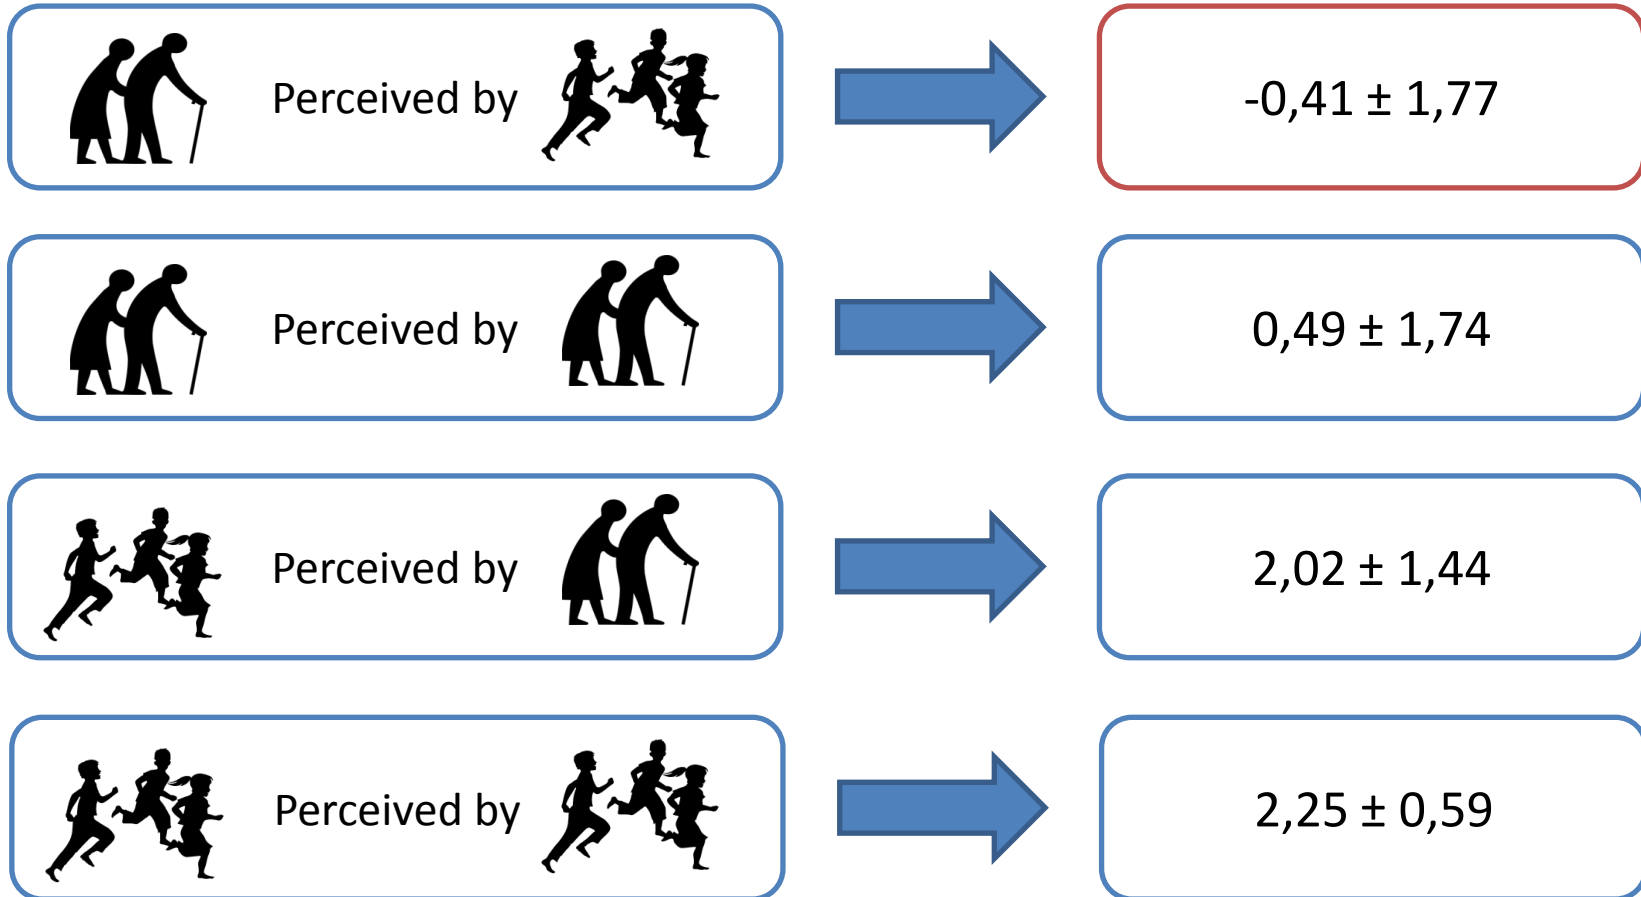 Perceived by
-0,41 ± 1,77
Perceived by
0,49 ± 1,74
Perceived by
2,02 ± 1,44
Perceived by
2,25 ± 0,59